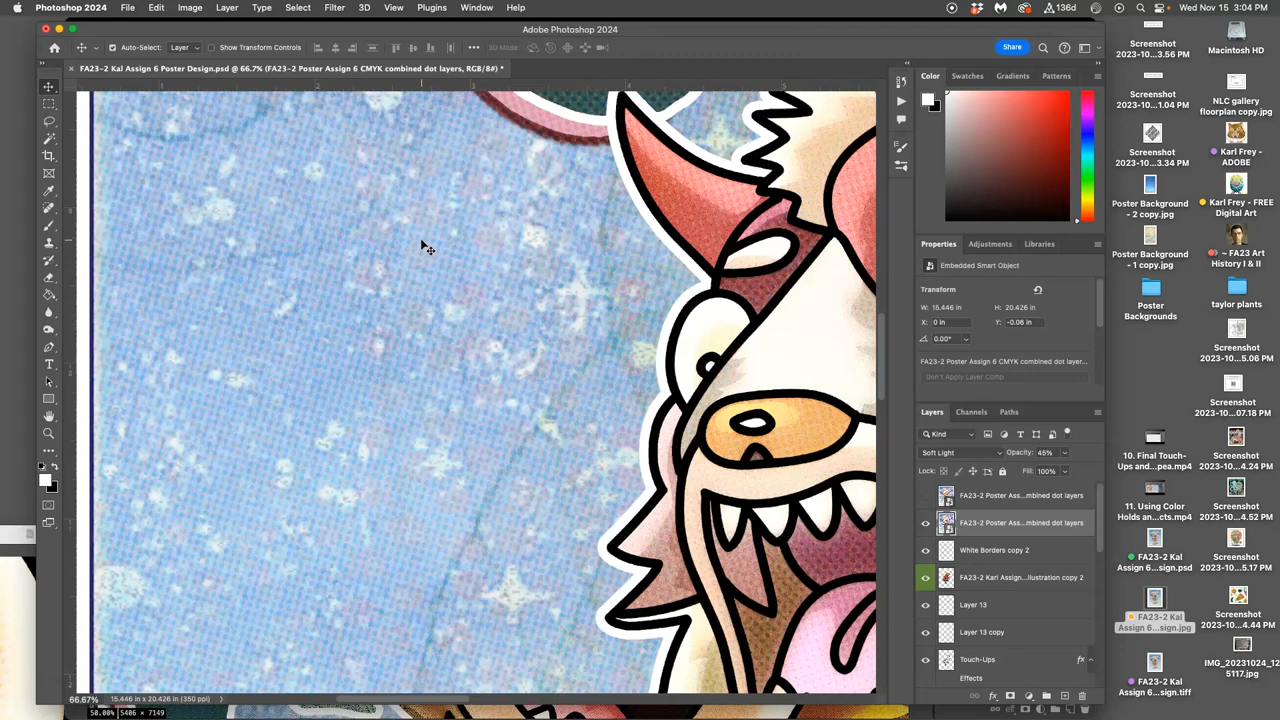 Photoshop 2024 File Edit Image Layer Type Select Filter 3D View Plugins Window Help 136d Wed Nov 15 3:04 PM
Adobe Photoshop 2024
Auto-Select: Layer Show Transform Controls 3D Mode: Share
FA23-2 Kal Assign 6 Poster Design.psd @ 66.7% (FA23-2 Poster Assign 6 CMYK combined dot layers, RGB/8#) *
2 3 4 5
Color Swatches Gradients Patterns
Properties Adjustments Libraries
Embedded Smart Object
Transform
W: 15.446 in H: 20.426 in
X: 0 in Y: -0.06 in
0.00°
FA23-2 Poster Assign 6 CMYK combined dot layer...
Don't Apply Layer Comp
Layers Channels Paths
Kind
Soft Light Opacity: 45%
Lock: Fill: 100%
FA23-2 Poster Ass...mbined dot layers
FA23-2 Poster Ass...mbined dot layers
White Borders copy 2
FA23-2 Karl Assign...llustration copy 2
Layer 13
Layer 13 copy
Touch-Ups fx
Effects
66.67% 15.446 in x 20.426 in (350 ppi)
50.00% 5406 x 7149
Screenshot
2023-10...3.56 PM
Macintosh HD
Screenshot
2023-10...1.04 PM
NLC gallery
floorplan copy.jpg
Screenshot
2023-10...3.34 PM
Karl Frey -
ADOBE
Poster Background
- 2 copy.jpg
Karl Frey - FREE
Digital Art
Poster Background
- 1 copy.jpg
~ FA23 Art
History I & II
Poster
Backgrounds
taylor plants
Screenshot
2023-10...5.06 PM
Screenshot
2023-10...07.18 PM
10. Final Touch-
Ups and...pea.mp4
Screenshot
2023-10...4.24 PM
11. Using Color
Holds an...cts.mp4
Screenshot
2023-10...4.52 PM
FA23-2 Kal
Assign 6...sign.psd
Screenshot
2023-10...5.17 PM
FA23-2 Kal
Assign 6...sign.jpg
Screenshot
2023-10...4.44 PM
FA23-2 Kal
Assign 6...sign.tiff
IMG_20231024_12
5117.jpg